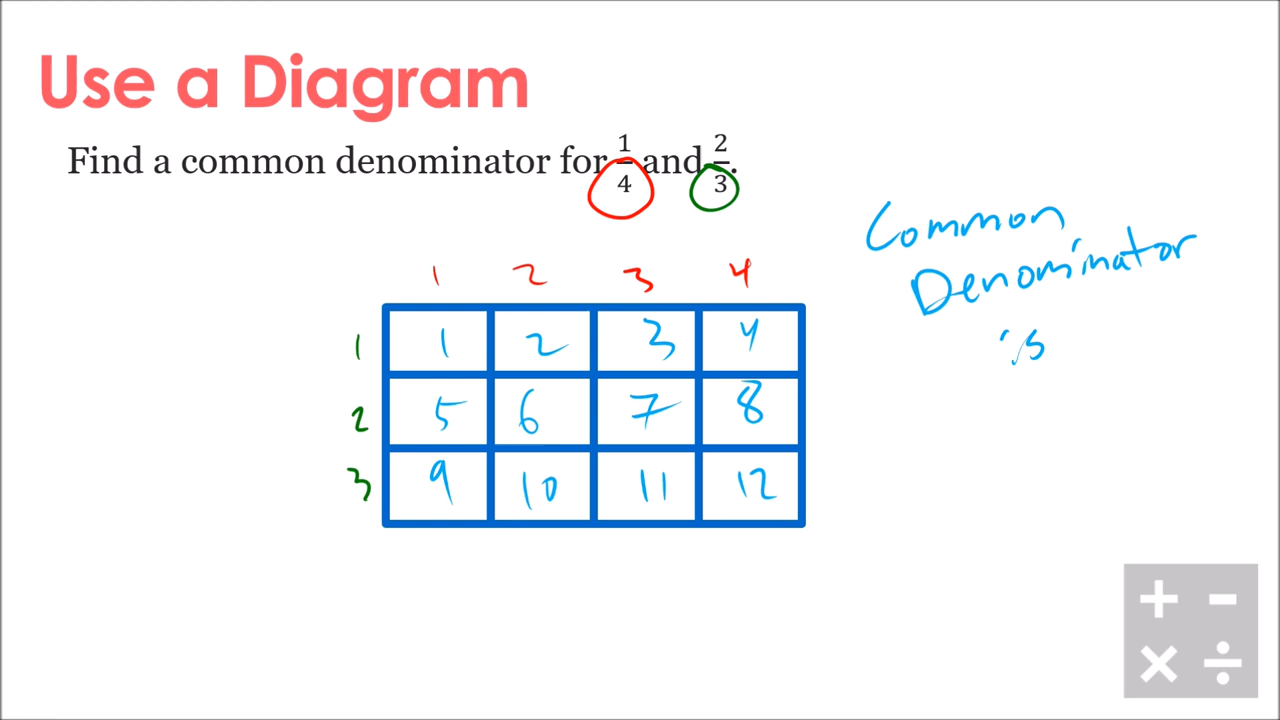 Use a Diagram
Find a common denominator for 1/4 and 2/3.
Common
Denominator
is
1 2 3 4
1 1 2 3 4
2 5 6 7 8
3 9 10 11 12
+ −
× ÷